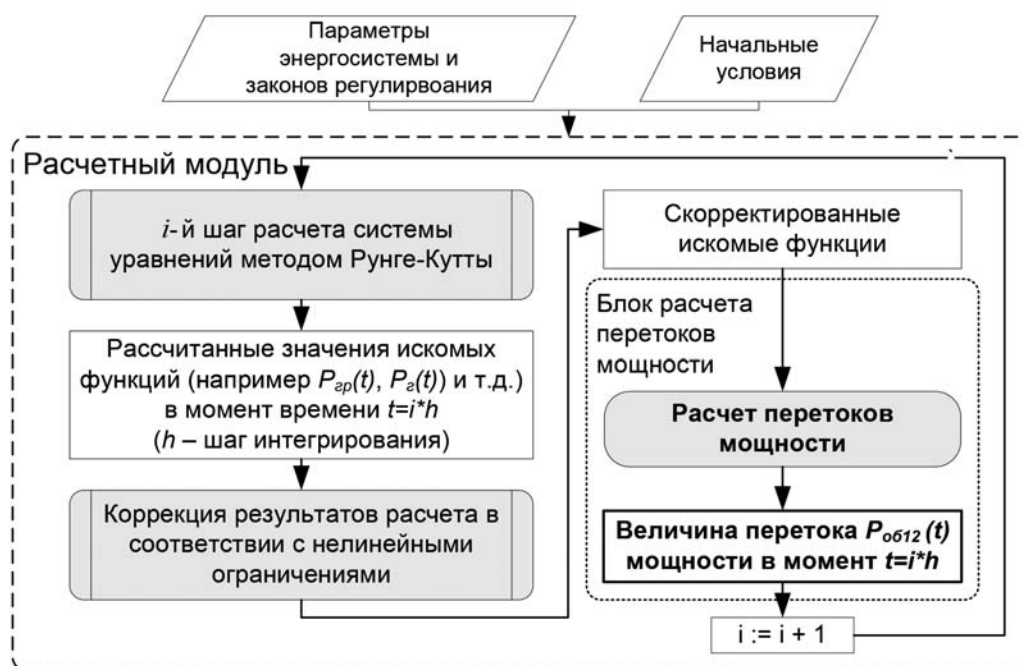 Параметры
энергосистемы и
законов регулирвоания
Начальные
условия
Расчетный модуль
i-й шаг расчета системы
уравнений методом Рунге-Кутты
Рассчитанные значения искомых
функций (например Pгр(t), Pг(t)) и т.д.)
в момент времени t=i*h
(h – шаг интегрирования)
Коррекция результатов расчета в
соответствии с нелинейными
ограничениями
Скорректированные
искомые функции
Блок расчета
перетоков
мощности
Расчет перетоков
мощности
Величина перетока Pоб12 (t)
мощности в момент t=i*h
i := i + 1